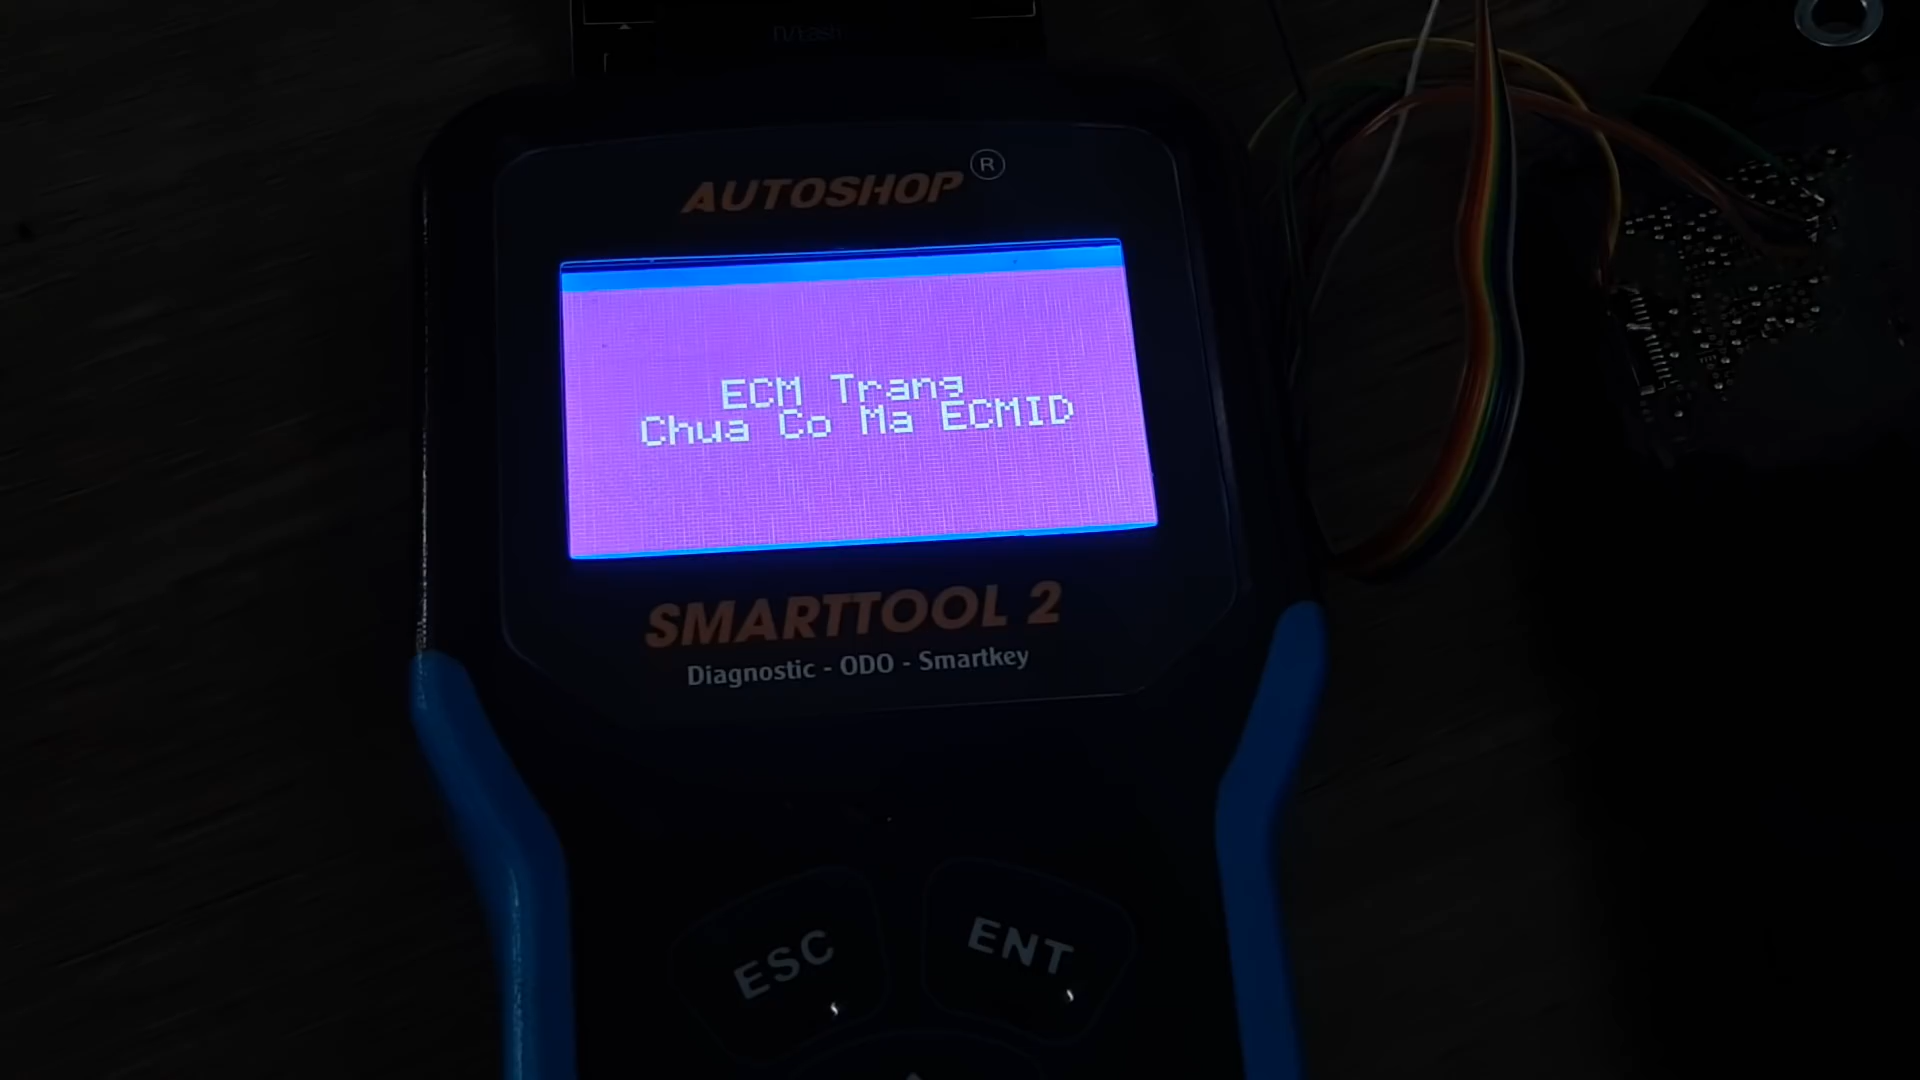 AUTOSHOP ®
ECM Trang
Chua Co Ma ECMID
SMARTTOOL 2
Diagnostic - ODO - Smartkey
ESC
ENT